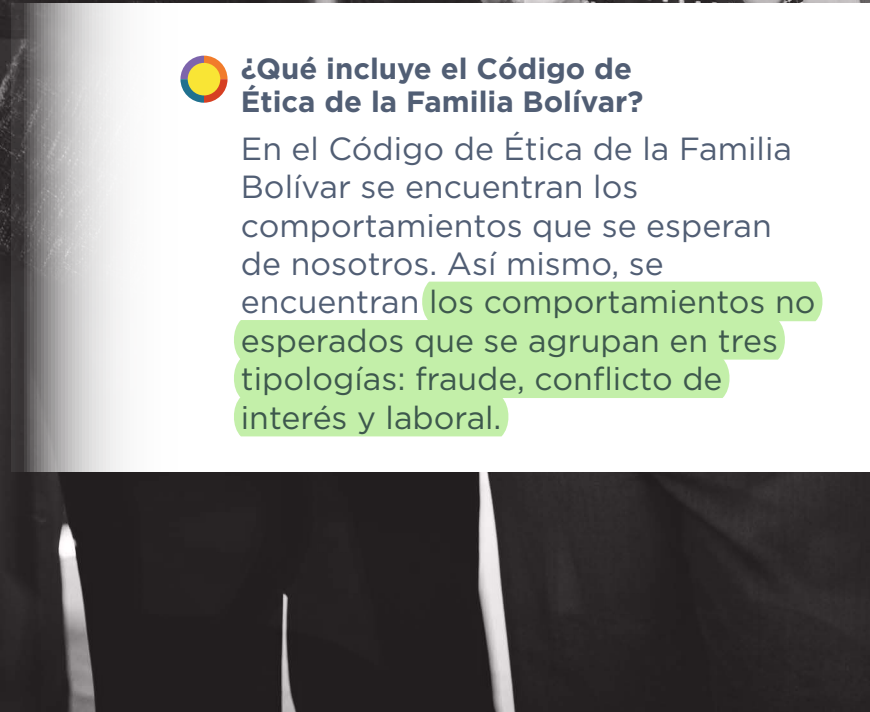 ¿Qué incluye el Código de
Ética de la Familia Bolívar?
En el Código de Ética de la Familia
Bolívar se encuentran los
comportamientos que se esperan
de nosotros. Así mismo, se
encuentran los comportamientos no
esperados que se agrupan en tres
tipologías: fraude, conflicto de
interés y laboral.